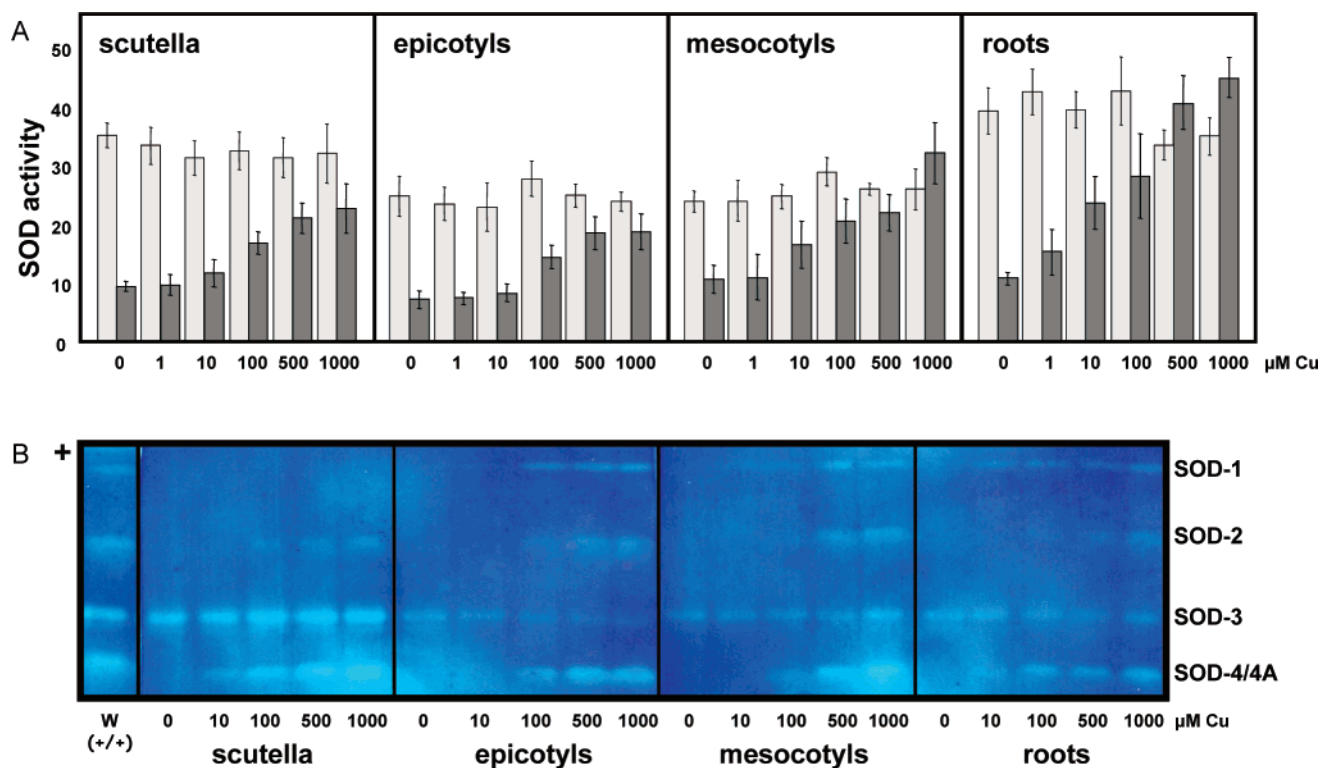 A
scutella
epicotyls
mesocotyls
roots
SOD activity
50
40
30
20
10
0
0 1 10 100 500 1000 0 1 10 100 500 1000 0 1 10 100 500 1000 0 1 10 100 500 1000 µM Cu
B +
SOD-1
SOD-2
SOD-3
SOD-4/4A
W 0 10 100 500 1000 0 10 100 500 1000 0 10 100 500 1000 0 10 100 500 1000 µM Cu
(+/+)
scutella epicotyls mesocotyls roots